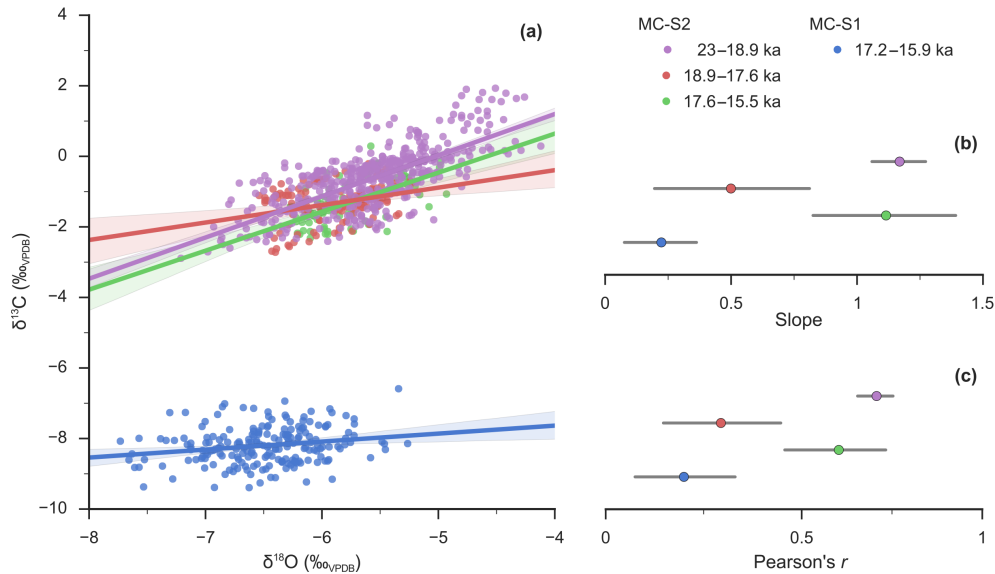 (a)
4
2
0
−2
−4
−6
−8
−10
δ¹³C (‰VPDB)
−8
−7
−6
−5
−4
δ¹⁸O (‰VPDB)
MC-S2
MC-S1
23–18.9 ka
17.2–15.9 ka
18.9–17.6 ka
17.6–15.5 ka
(b)
0
0.5
1
1.5
Slope
(c)
0
0.5
1
Pearson's r